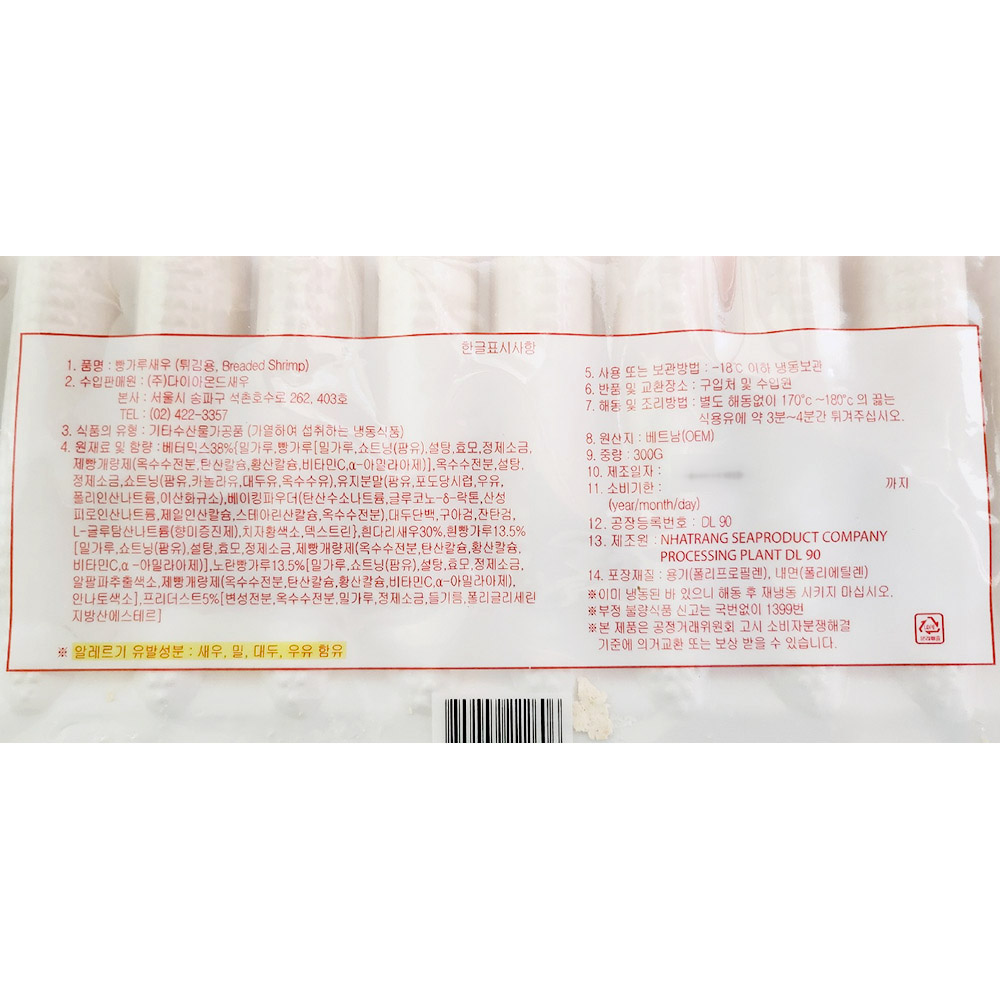 한글표시사항
1. 품명 : 빵가루새우 (튀김용, Breaded Shrimp)
2. 수입판매원 : (주)다이아몬드새우
본사 : 서울시 송파구 석촌호수로 262, 403호
TEL : (02) 422-3357
3. 식품의 유형 : 기타수산물가공품 (가열하여 섭취하는 냉동식품)
4. 원재료 및 함량 : 베터믹스38%{밀가루,빵가루[밀가루,쇼트닝(팜유),설탕,효모,정제소금,
제빵개량제(옥수수전분,탄산칼슘,황산칼슘,비타민C,α-아밀라아제)],옥수수전분,설탕,
정제소금,쇼트닝(팜유,카놀라유,대두유,옥수수유),유지분말(팜유,포도당시럽,우유,
폴리인산나트륨,이산화규소),베이킹파우더(탄산수소나트륨,글루코노-δ-락톤,산성
피로인산나트륨,제일인산칼슘,스테아린산칼슘,옥수수전분),대두단백,구아검,잔탄검,
L-글루탐산나트륨(향미증진제),치자황색소,덱스트린},흰다리새우30%,흰빵가루13.5%
[밀가루,쇼트닝(팜유),설탕,효모,정제소금,제빵개량제(옥수수전분,탄산칼슘,황산칼슘,
비타민C,α-아밀라아제)],노란빵가루13.5%[밀가루,쇼트닝(팜유),설탕,효모,정제소금,
알팔파추출색소,제빵개량제(옥수수전분,탄산칼슘,황산칼슘,비타민C,α-아밀라아제),
안나토색소],프리더스트5%[변성전분,옥수수전분,밀가루,정제소금,들기름,폴리글리세린
지방산에스테르]
※ 알레르기 유발성분 : 새우, 밀, 대두, 우유 함유
5. 사용 또는 보관방법 : -18℃ 이하 냉동보관
6. 반품 및 교환장소 : 구입처 및 수입원
7. 해동 및 조리방법 : 별도 해동없이 170℃~180℃의 끓는
식용유에 약 3분~4분간 튀겨주십시오.
8. 원산지 : 베트남(OEM)
9. 중량 : 300G
10. 제조일자 :
11. 소비기한 : 까지
(year/month/day)
12. 공장등록번호 : DL 90
13. 제조원 : NHATRANG SEAPRODUCT COMPANY
PROCESSING PLANT DL 90
14. 포장재질 : 용기(폴리프로필렌), 내면(폴리에틸렌)
※이미 냉동된 바 있으니 해동 후 재냉동 시키지 마십시오.
※부정 불량식품 신고는 국번없이 1399번
※본 제품은 공정거래위원회 고시 소비자분쟁해결
기준에 의거교환 또는 보상 받을 수 있습니다.